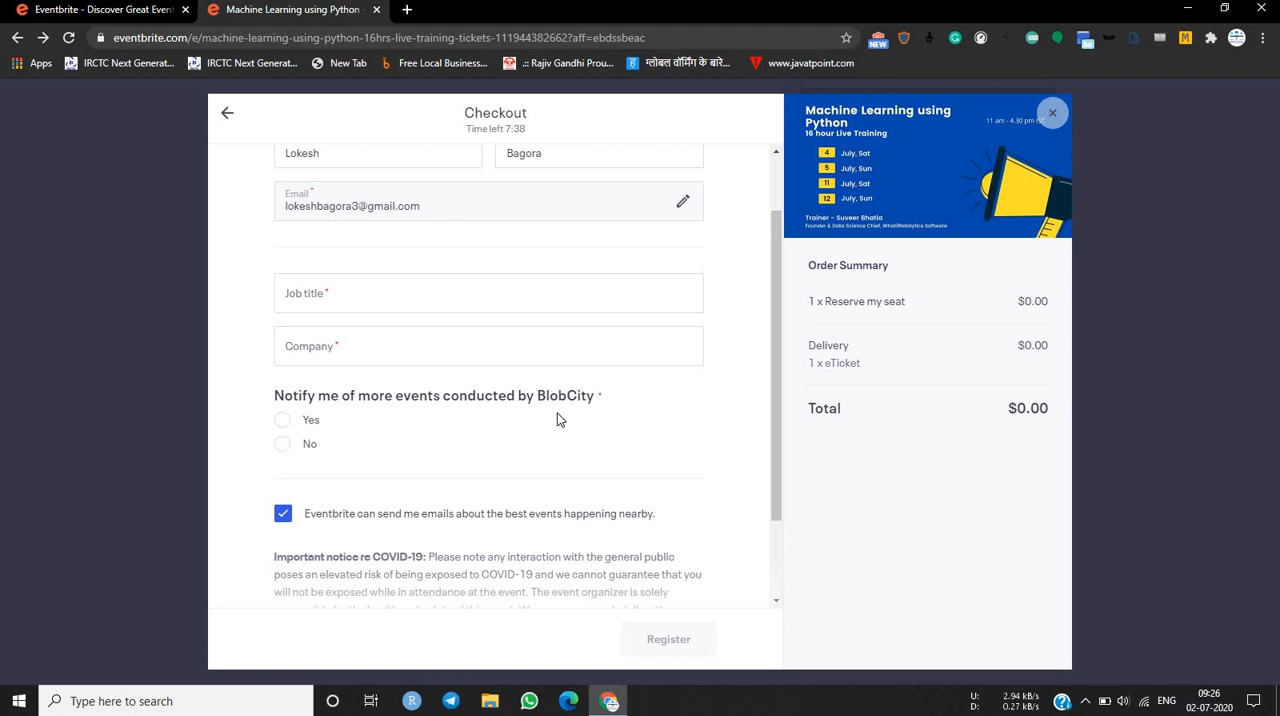 Eventbrite - Discover Great Even
Machine Learning using Python -
eventbrite.com/e/machine-learning-using-python-16hrs-live-training-tickets-111944382662?aff=ebdssbeac
NEW
Apps
IRCTC Next Generat...
IRCTC Next Generat...
New Tab
Free Local Business...
.:: Rajiv Gandhi Prou...
ग्लोबल वॉर्मिंग के बारे...
www.javatpoint.com
Checkout
Time left 7:38
Lokesh
Bagora
Email*
lokeshbagora3@gmail.com
Job title*
Company*
Notify me of more events conducted by BlobCity *
Yes
No
Eventbrite can send me emails about the best events happening nearby.
Important notice re COVID-19: Please note any interaction with the general public
poses an elevated risk of being exposed to COVID-19 and we cannot guarantee that you
will not be exposed while in attendance at the event. The event organizer is solely
Register
Machine Learning using
Python
16 hour Live Training
11 am - 4.30 pm IST
4 July, Sat
5 July, Sun
11 July, Sat
12 July, Sun
Trainer - Suveer Bhatia
Founder & Data Science Chief, WhatifRetalytics Software
Order Summary
1 x Reserve my seat $0.00
Delivery $0.00
1 x eTicket
Total $0.00
Type here to search
U: 2.94 kB/s
D: 0.27 kB/s
ENG
09:26
02-07-2020